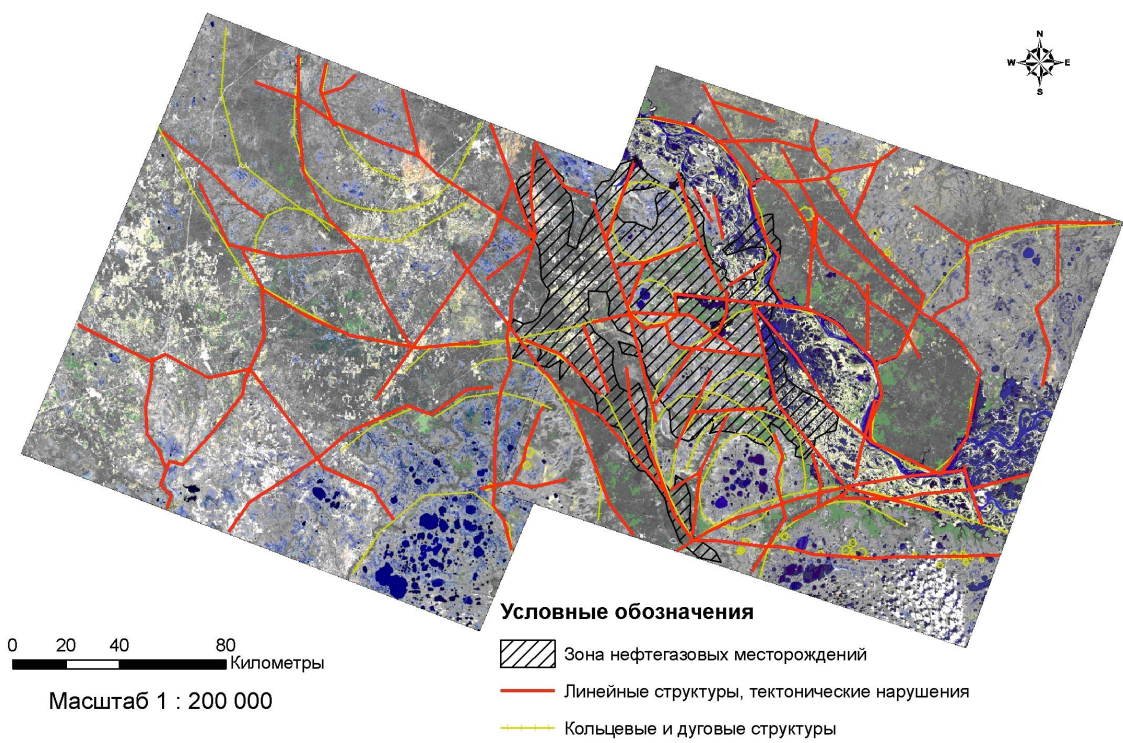 N
W E
S
Условные обозначения
0 20 40 80
Километры
Масштаб 1 : 200 000
Зона нефтегазовых месторождений
Линейные структуры, тектонические нарушения
Кольцевые и дуговые структуры